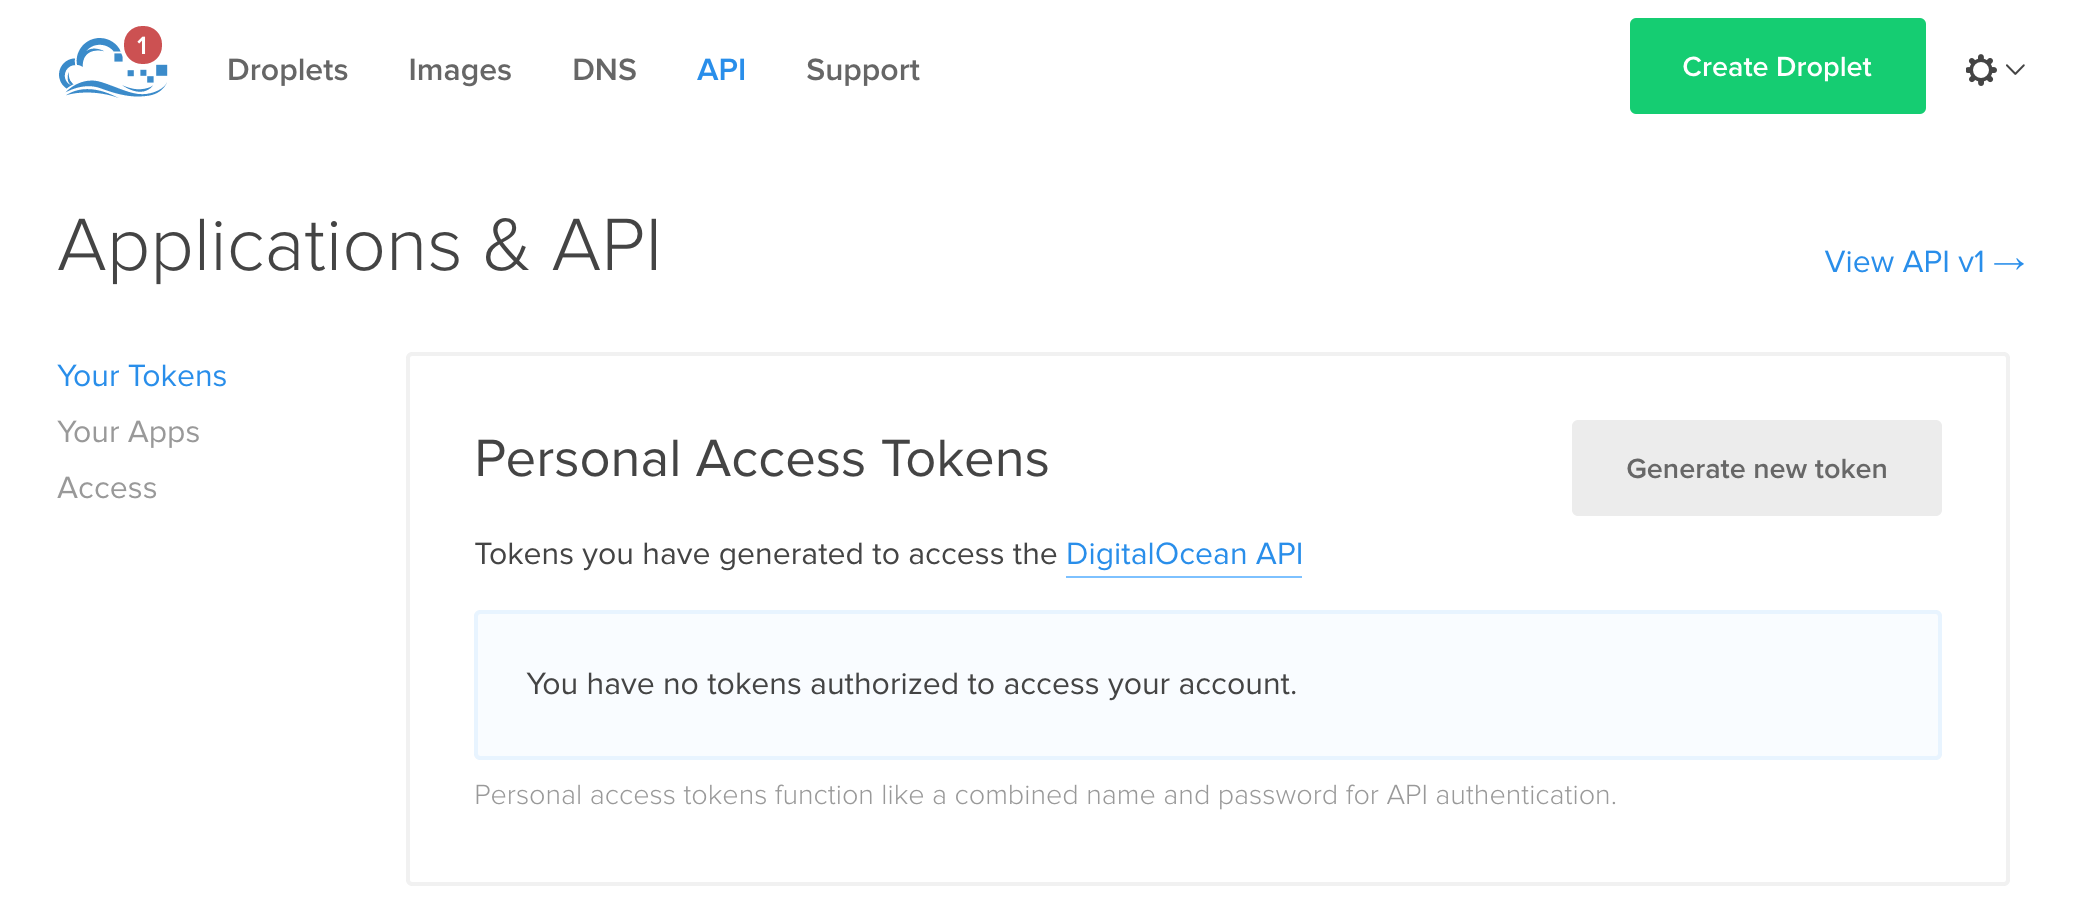 1
Droplets Images DNS API Support Create Droplet
Applications & API
View API v1 →
Your Tokens
Your Apps
Access
Personal Access Tokens
Generate new token
Tokens you have generated to access the DigitalOcean API
You have no tokens authorized to access your account.
Personal access tokens function like a combined name and password for API authentication.